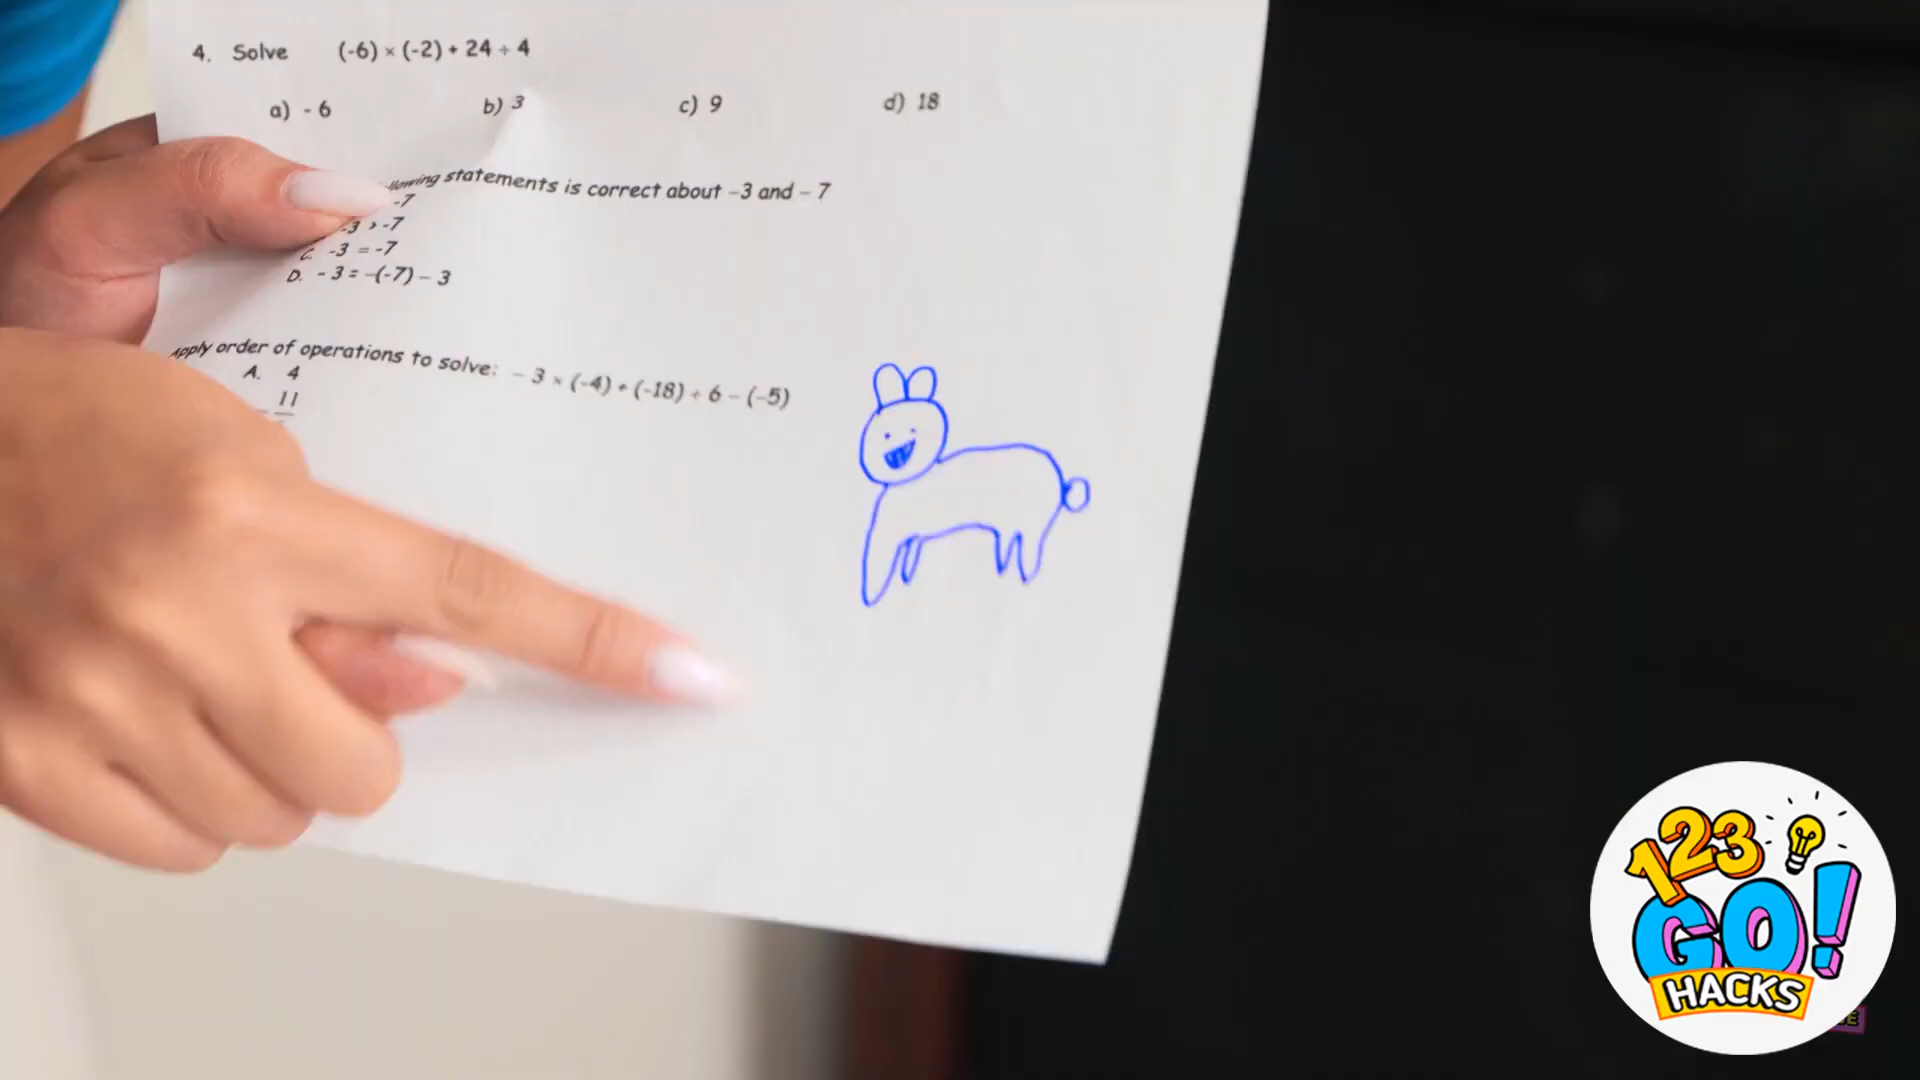 4. Solve (-6) × (-2) + 24 ÷ 4
a) - 6 b) 3 c) 9 d) 18
statements is correct about -3 and - 7
-7
-3 > -7
C. -3 = -7
D. - 3 = -(-7) - 3
Apply order of operations to solve: - 3 × (-4) + (-18) ÷ 6 - (-5)
A. 4
11
123
GO!
HACKS